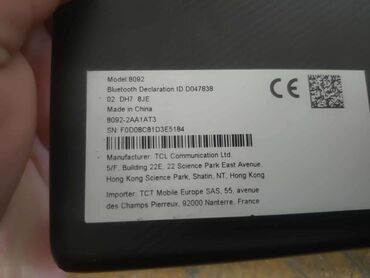 Model 8092
Bluetooth Declaration ID D047838
02 DH7 8JE
Made in China
8092-2AA1AT3
SN: F0D08C81D3E5184
CE
Manufacturer: TCL Communication Ltd.
5/F, Building 22E, 22 Science Park East Avenue,
Hong Kong Science Park, Shatin, NT, Hong Kong
Importer: TCT Mobile Europe SAS, 55, avenue
des Champs Pierreux, 92000 Nanterre, France